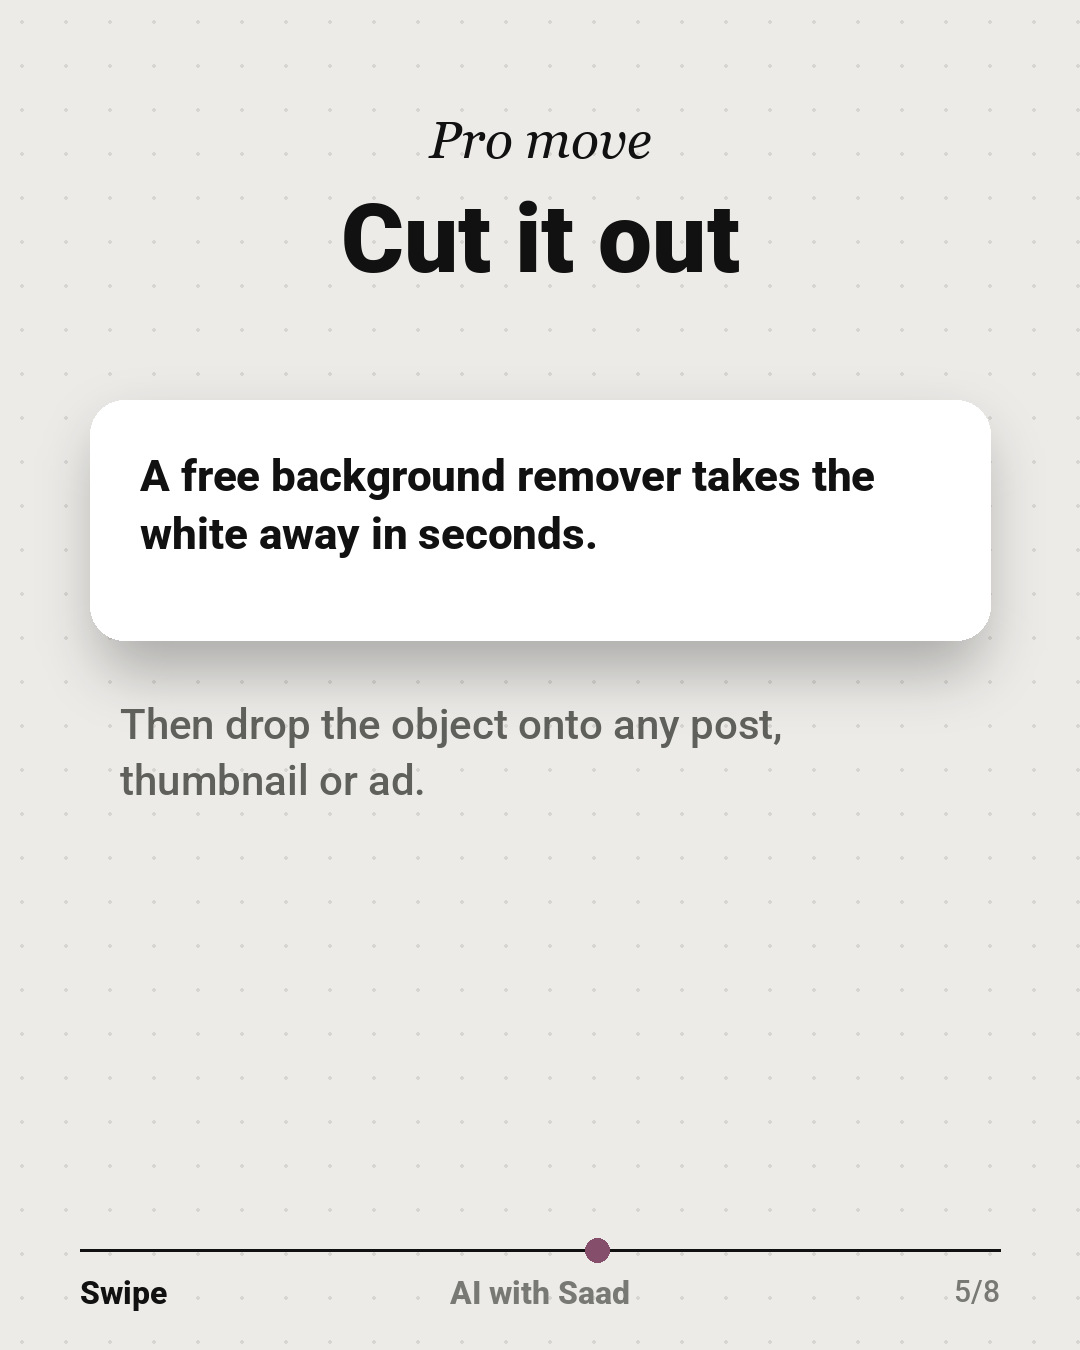 Pro move
Cut it out
A free background remover takes the
white away in seconds.
Then drop the object onto any post,
thumbnail or ad.
Swipe
AI with Saad
5/8